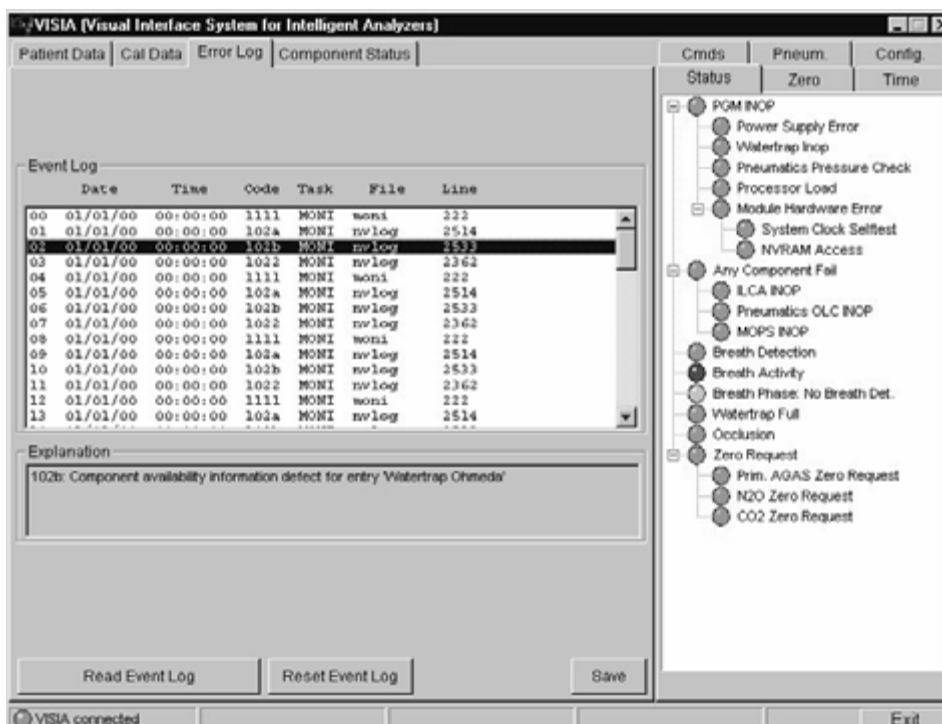 VISIA (Visual Interface System for Intelligent Analyzers)
Patient Data Cal Data Error Log Component Status
Event Log
Date Time Code Task File Line
00 01/01/00 00:00:00 1111 MONI moni 222
01 01/01/00 00:00:00 102a MONI nvlog 2514
02 01/01/00 00:00:00 102b MONI nvlog 2533
03 01/01/00 00:00:00 1022 MONI nvlog 2362
04 01/01/00 00:00:00 1111 MONI moni 222
05 01/01/00 00:00:00 102a MONI nvlog 2514
06 01/01/00 00:00:00 102b MONI nvlog 2533
07 01/01/00 00:00:00 1022 MONI nvlog 2362
08 01/01/00 00:00:00 1111 MONI moni 222
09 01/01/00 00:00:00 102a MONI nvlog 2514
10 01/01/00 00:00:00 102b MONI nvlog 2533
11 01/01/00 00:00:00 1022 MONI nvlog 2362
12 01/01/00 00:00:00 1111 MONI moni 222
13 01/01/00 00:00:00 102a MONI nvlog 2514
Explanation
102b: Component availability information defect for entry 'Watertrap Ohmeda'
Read Event Log Reset Event Log Save
Cmds Pneum. Config.
Status Zero Time
PGM INOP
Power Supply Error
Watertrap Inop
Pneumatics Pressure Check
Processor Load
Module Hardware Error
System Clock Selftest
NVRAM Access
Any Component Fail
ILCA INOP
Pneumatics OLC INOP
MOPS INOP
Breath Detection
Breath Activity
Breath Phase: No Breath Det.
Watertrap Full
Occlusion
Zero Request
Prim. AGAS Zero Request
N2O Zero Request
CO2 Zero Request
VISIA connected Exit